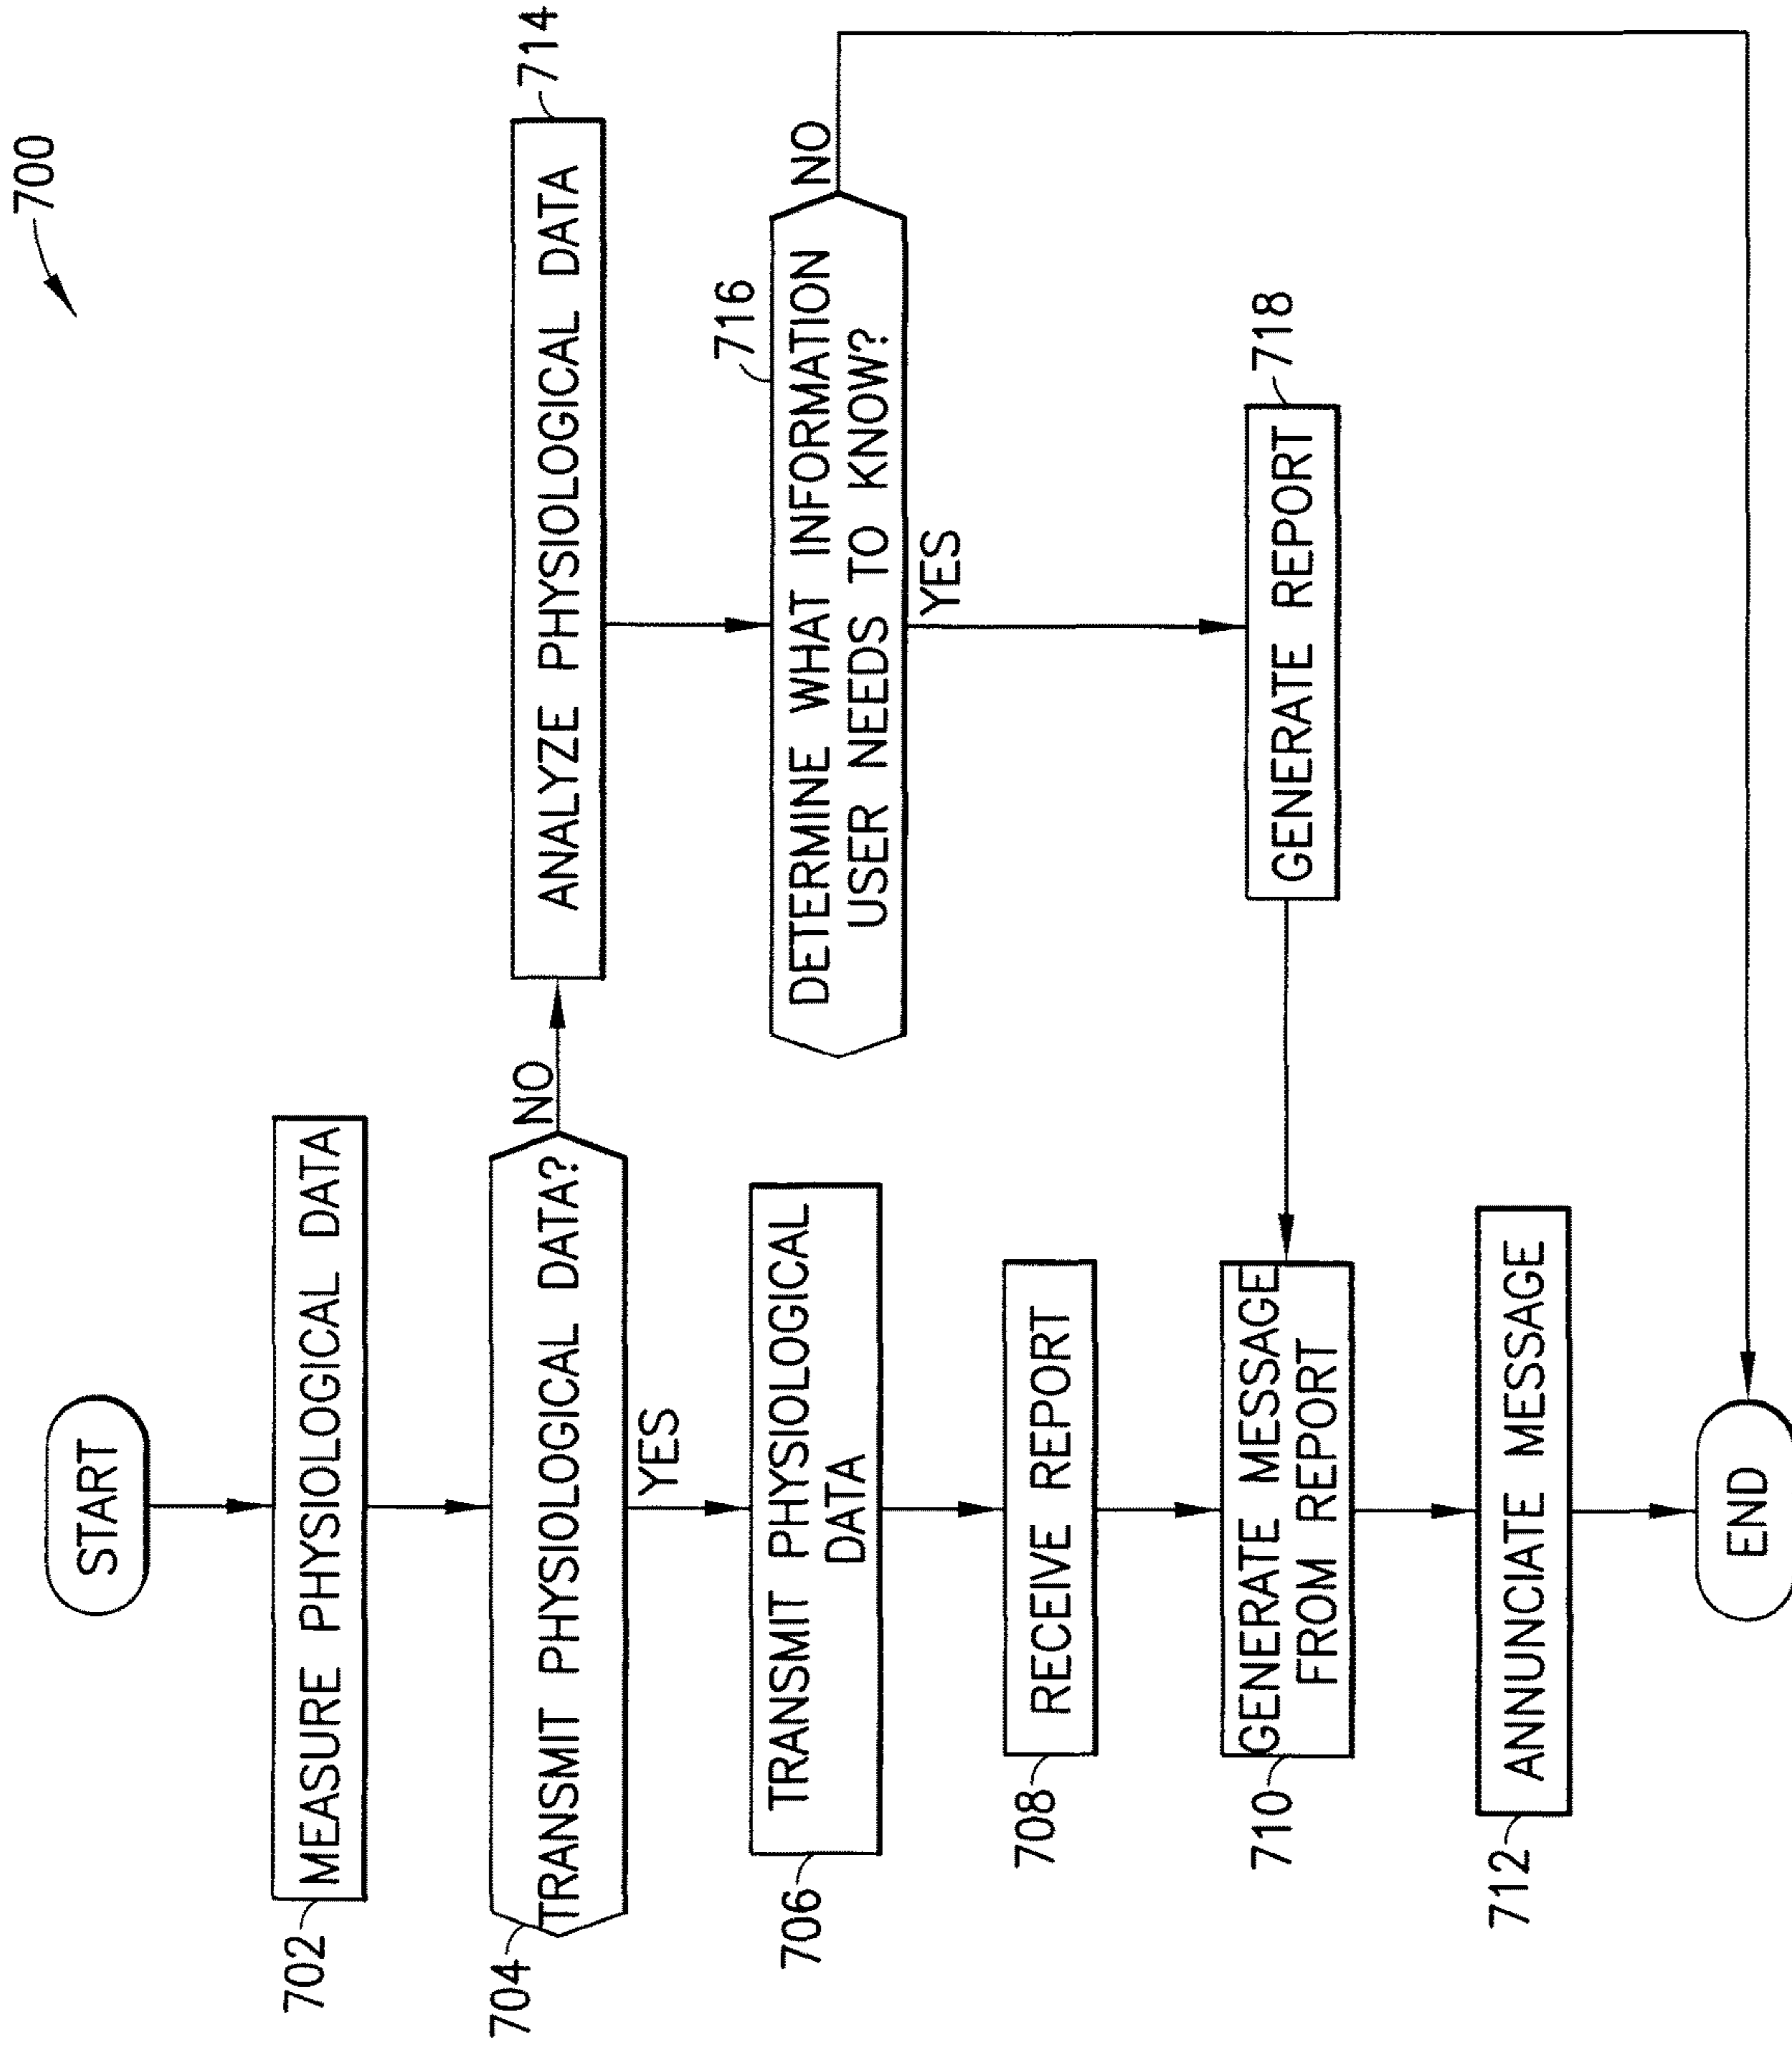 700
START
702
MEASURE PHYSIOLOGICAL DATA
704
TRANSMIT PHYSIOLOGICAL DATA?
NO
YES
714
ANALYZE PHYSIOLOGICAL DATA
706
TRANSMIT PHYSIOLOGICAL
DATA
716
DETERMINE WHAT INFORMATION
USER NEEDS TO KNOW?
NO
YES
708
RECEIVE REPORT
710
GENERATE MESSAGE
FROM REPORT
718
GENERATE REPORT
712
ANNUNCIATE MESSAGE
END